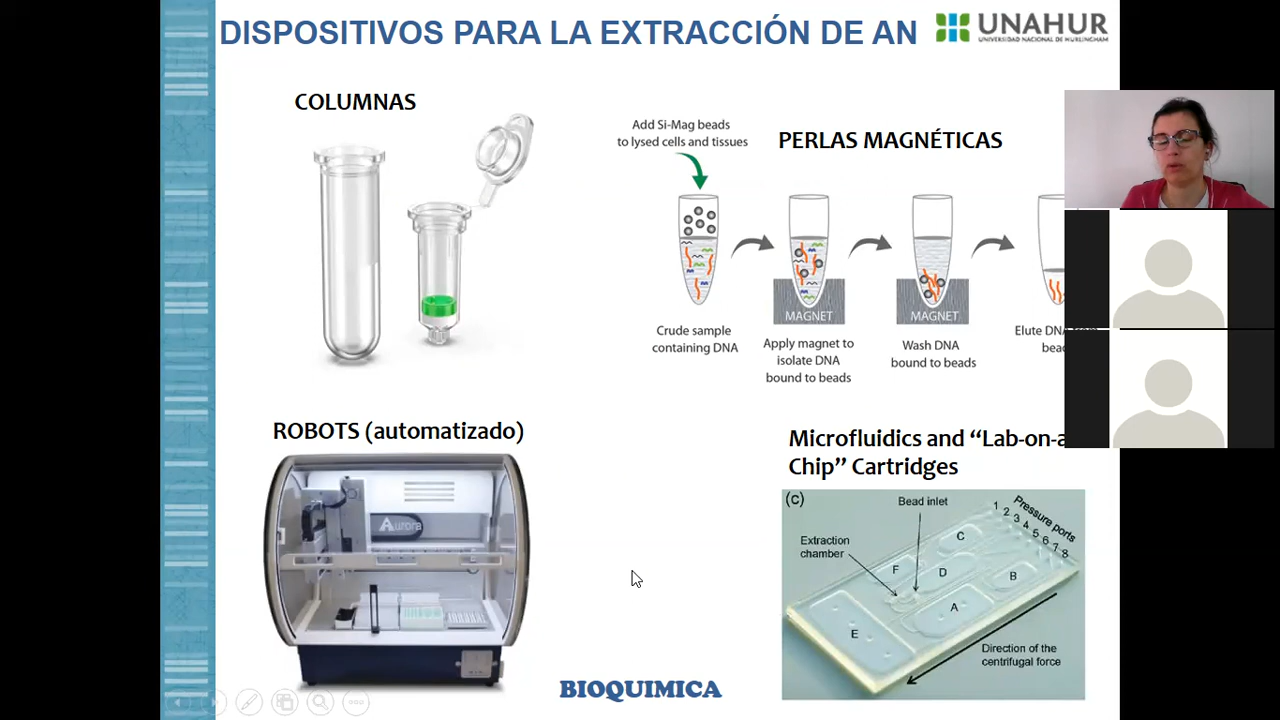 DISPOSITIVOS PARA LA EXTRACCIÓN DE AN
UNAHUR
UNIVERSIDAD NACIONAL DE HURLINGHAM
COLUMNAS
Add Si-Mag beads
to lysed cells and tissues
PERLAS MAGNÉTICAS
MAGNET
MAGNET
Crude sample
containing DNA
Apply magnet to
isolate DNA
bound to beads
Wash DNA
bound to beads
Elute DNA from
bea
ROBOTS (automatizado)
Aurora
Microfluidics and “Lab-on-a
Chip” Cartridges
(c)
Bead inlet
Pressure ports
1 2 3 4 5 6 7 8
Extraction
chamber
C
F
D
B
A
E
Direction of the
centrifugal force
BIOQUIMICA